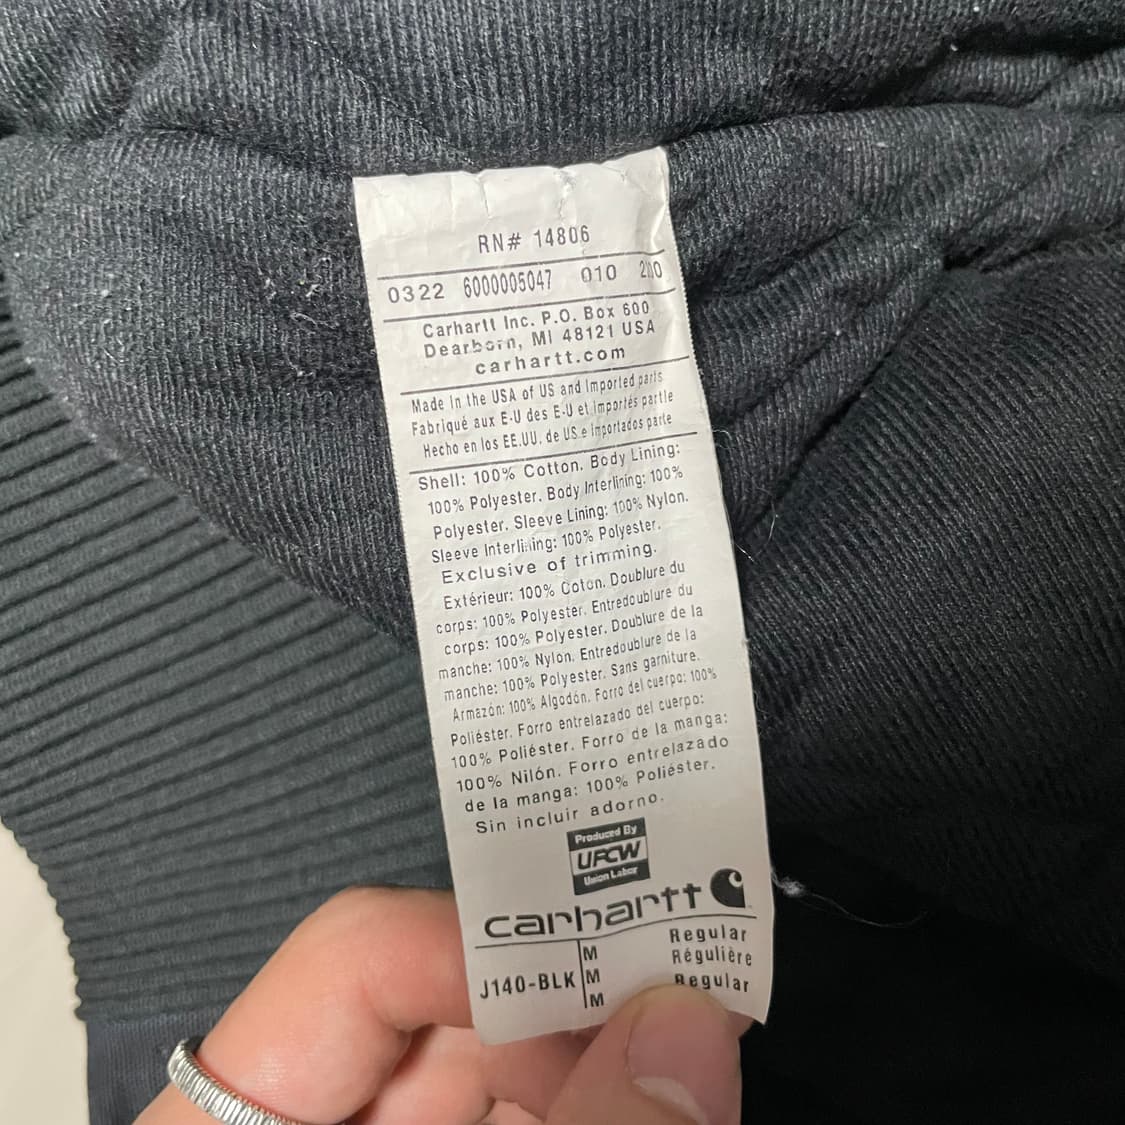 RN# 14806
0322 6000005047 010
Carhartt Inc. P.O. Box 600
Dearborn, MI 48121 USA
carhartt.com
Made In the USA of US and Imported parts
Fabriqué aux E-U des E-U et Importés partie
Hecho en los EE.UU. de US e Importados parte
Shell: 100% Cotton. Body Lining:
100% Polyester. Body Interlining: 100%
Polyester. Sleeve Lining: 100% Nylon.
Sleeve Interlining: 100% Polyester.
Exclusive of trimming.
Extérieur: 100% Coton. Doublure du
corps: 100% Polyester. Entredoublure du
corps: 100% Polyester. Doublure de la
manche: 100% Nylon. Entredoublure de la
manche: 100% Polyester. Sans garniture.
Armazón: 100% Algodón. Forro del cuerpo: 100%
Poliéster. Forro entrelazado del cuerpo:
100% Poliéster. Forro de la manga:
100% Nilón. Forro entrelazado
de la manga: 100% Poliéster.
Sin incluir adorno.
Produced By
UFCW
Union Labor
carhartt
M Regular
M Régulière
J140-BLK M Regular